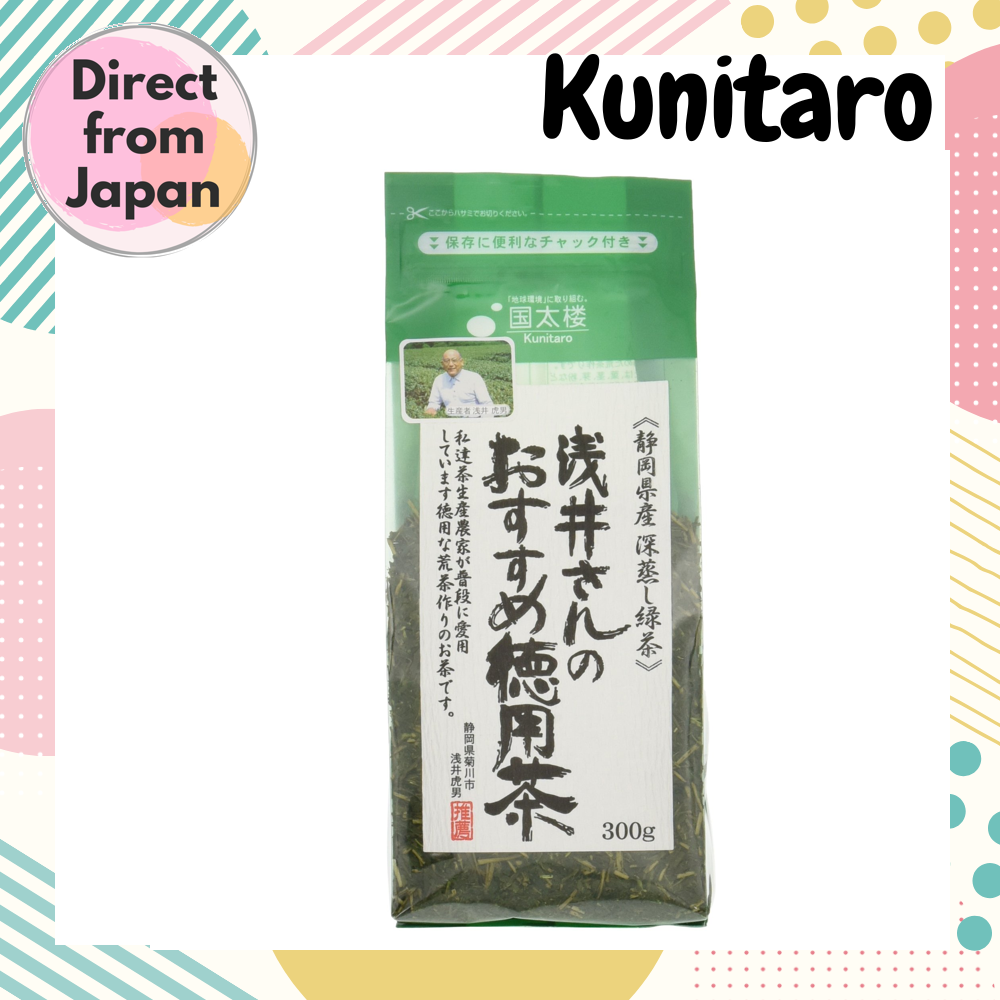 Direct
from
Japan
Kunitaro
ここからハサミでお切りください。
保存に便利なチャック付き
「地球環境」に取り組む。
国太楼
Kunitaro
生産者 浅井 虎男
《静岡県産 深蒸し緑茶》
浅井さんの
おすすめ徳用茶
私達茶生産農家が普段に愛用
しています徳用な荒茶作りのお茶です。
静岡県菊川市
浅井虎男
推薦
300g